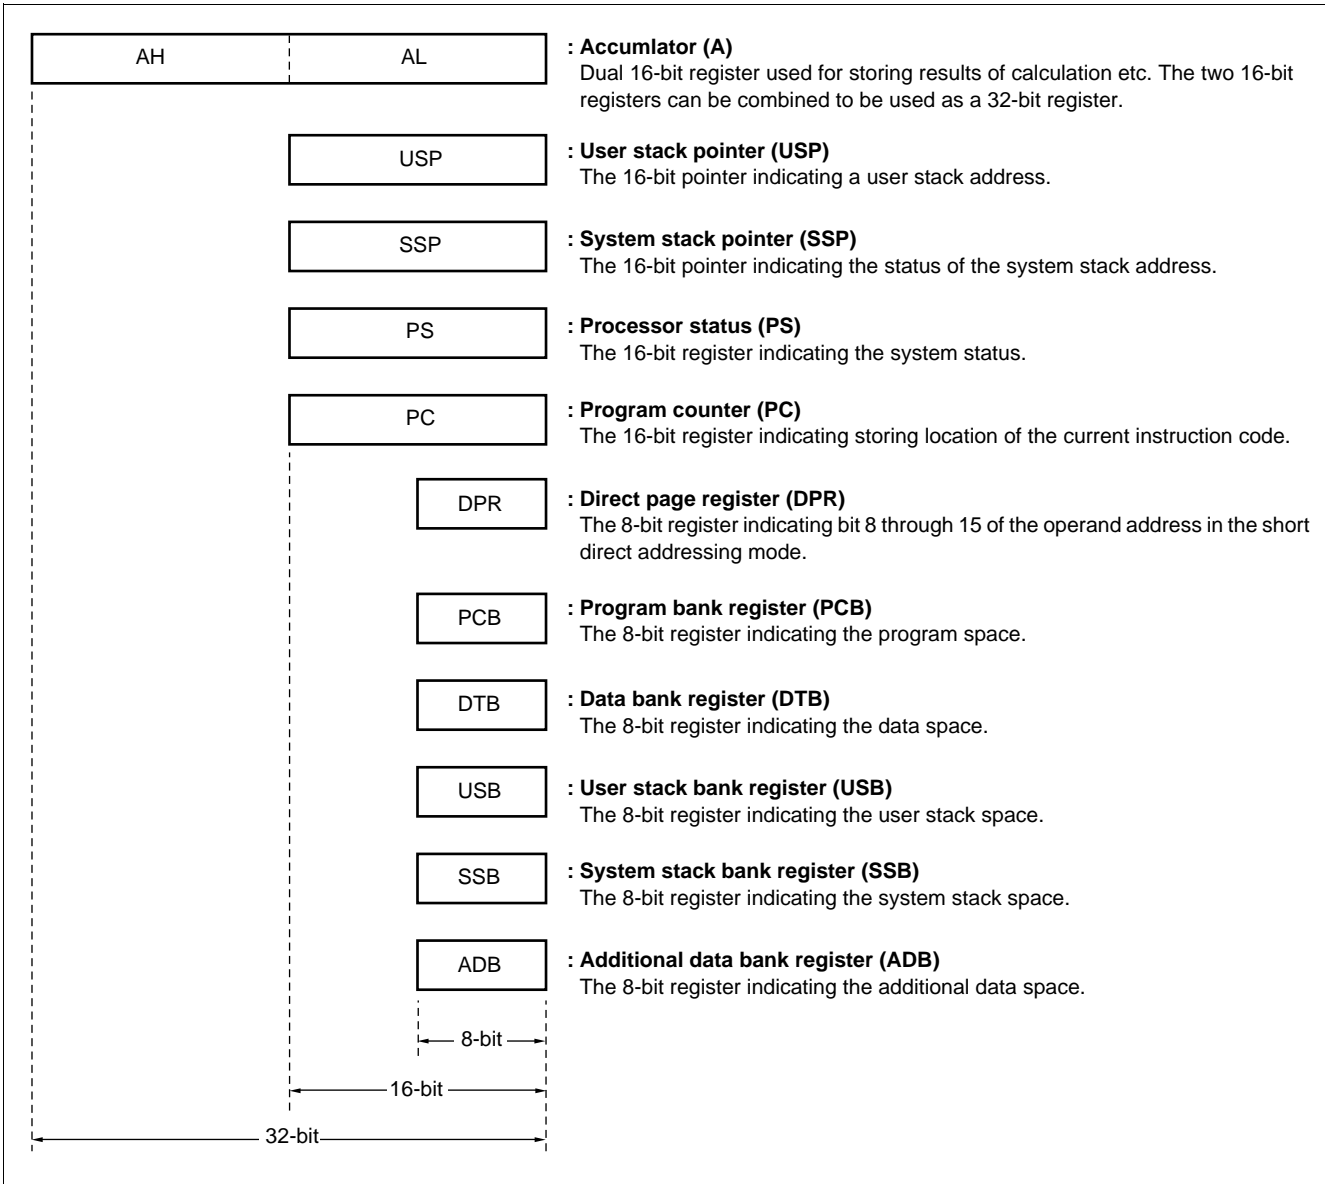 AH AL : Accumlator (A)
Dual 16-bit register used for storing results of calculation etc. The two 16-bit
registers can be combined to be used as a 32-bit register.
USP : User stack pointer (USP)
The 16-bit pointer indicating a user stack address.
SSP : System stack pointer (SSP)
The 16-bit pointer indicating the status of the system stack address.
PS : Processor status (PS)
The 16-bit register indicating the system status.
PC : Program counter (PC)
The 16-bit register indicating storing location of the current instruction code.
DPR : Direct page register (DPR)
The 8-bit register indicating bit 8 through 15 of the operand address in the short
direct addressing mode.
PCB : Program bank register (PCB)
The 8-bit register indicating the program space.
DTB : Data bank register (DTB)
The 8-bit register indicating the data space.
USB : User stack bank register (USB)
The 8-bit register indicating the user stack space.
SSB : System stack bank register (SSB)
The 8-bit register indicating the system stack space.
ADB : Additional data bank register (ADB)
The 8-bit register indicating the additional data space.
8-bit
16-bit
32-bit